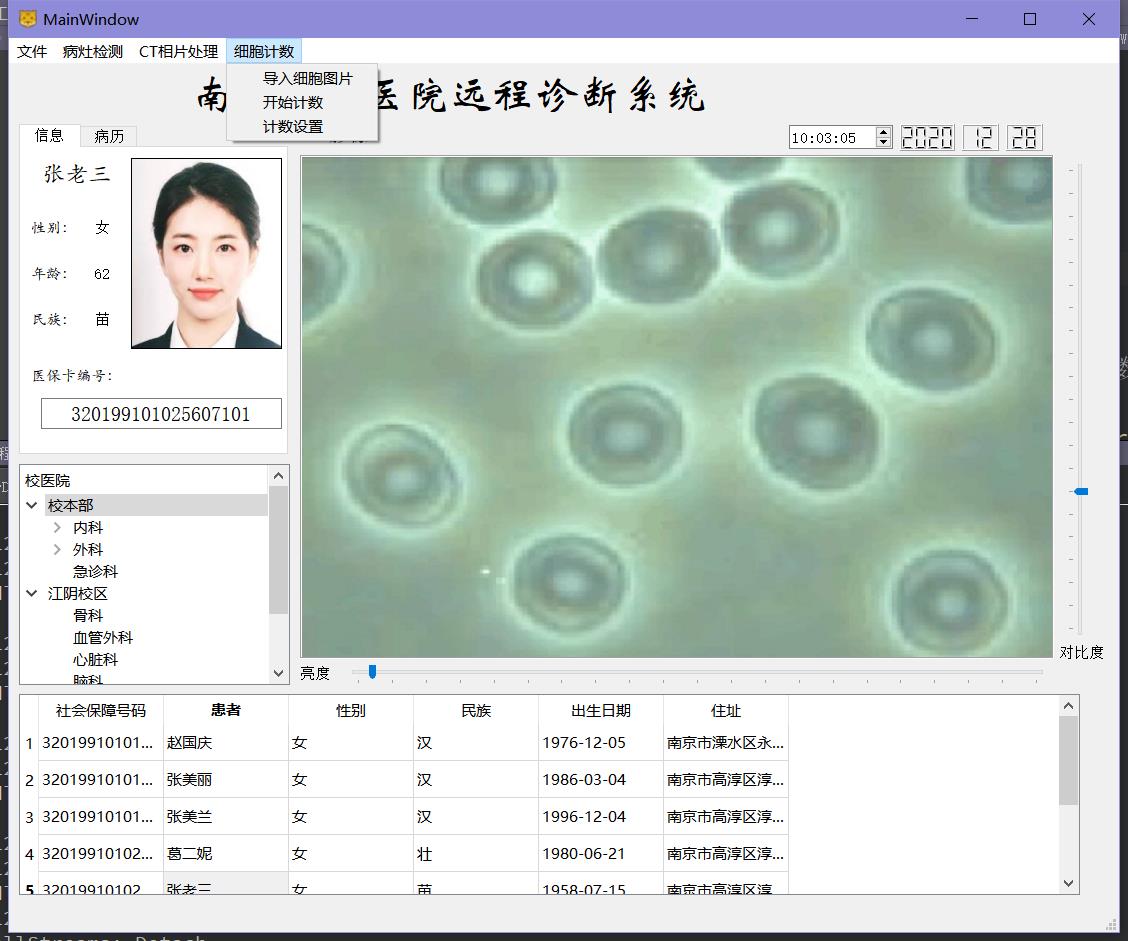 MainWindow
文件 病灶检测 CT相片处理 细胞计数
导入细胞图片
开始计数
计数设置
南 医院远程诊断系统
信息 病历
10:03:05 2020 12 28
张老三
性别: 女
年龄: 62
民族: 苗
医保卡编号:
320199101025607101
对比度
亮度
校医院
校本部
内科
外科
急诊科
江阴校区
骨科
血管外科
心脏科
脑科
社会保障号码 患者 性别 民族 出生日期 住址
1 32019910101... 赵国庆 女 汉 1976-12-05 南京市溧水区永...
2 32019910101... 张美丽 女 汉 1986-03-04 南京市高淳区淳...
3 32019910101... 张美兰 女 汉 1996-12-04 南京市高淳区淳...
4 32019910102... 葛二妮 女 壮 1980-06-21 南京市高淳区淳...
5 32019910102... 张老三 女 苗 1958-07-15 南京市高淳区淳...